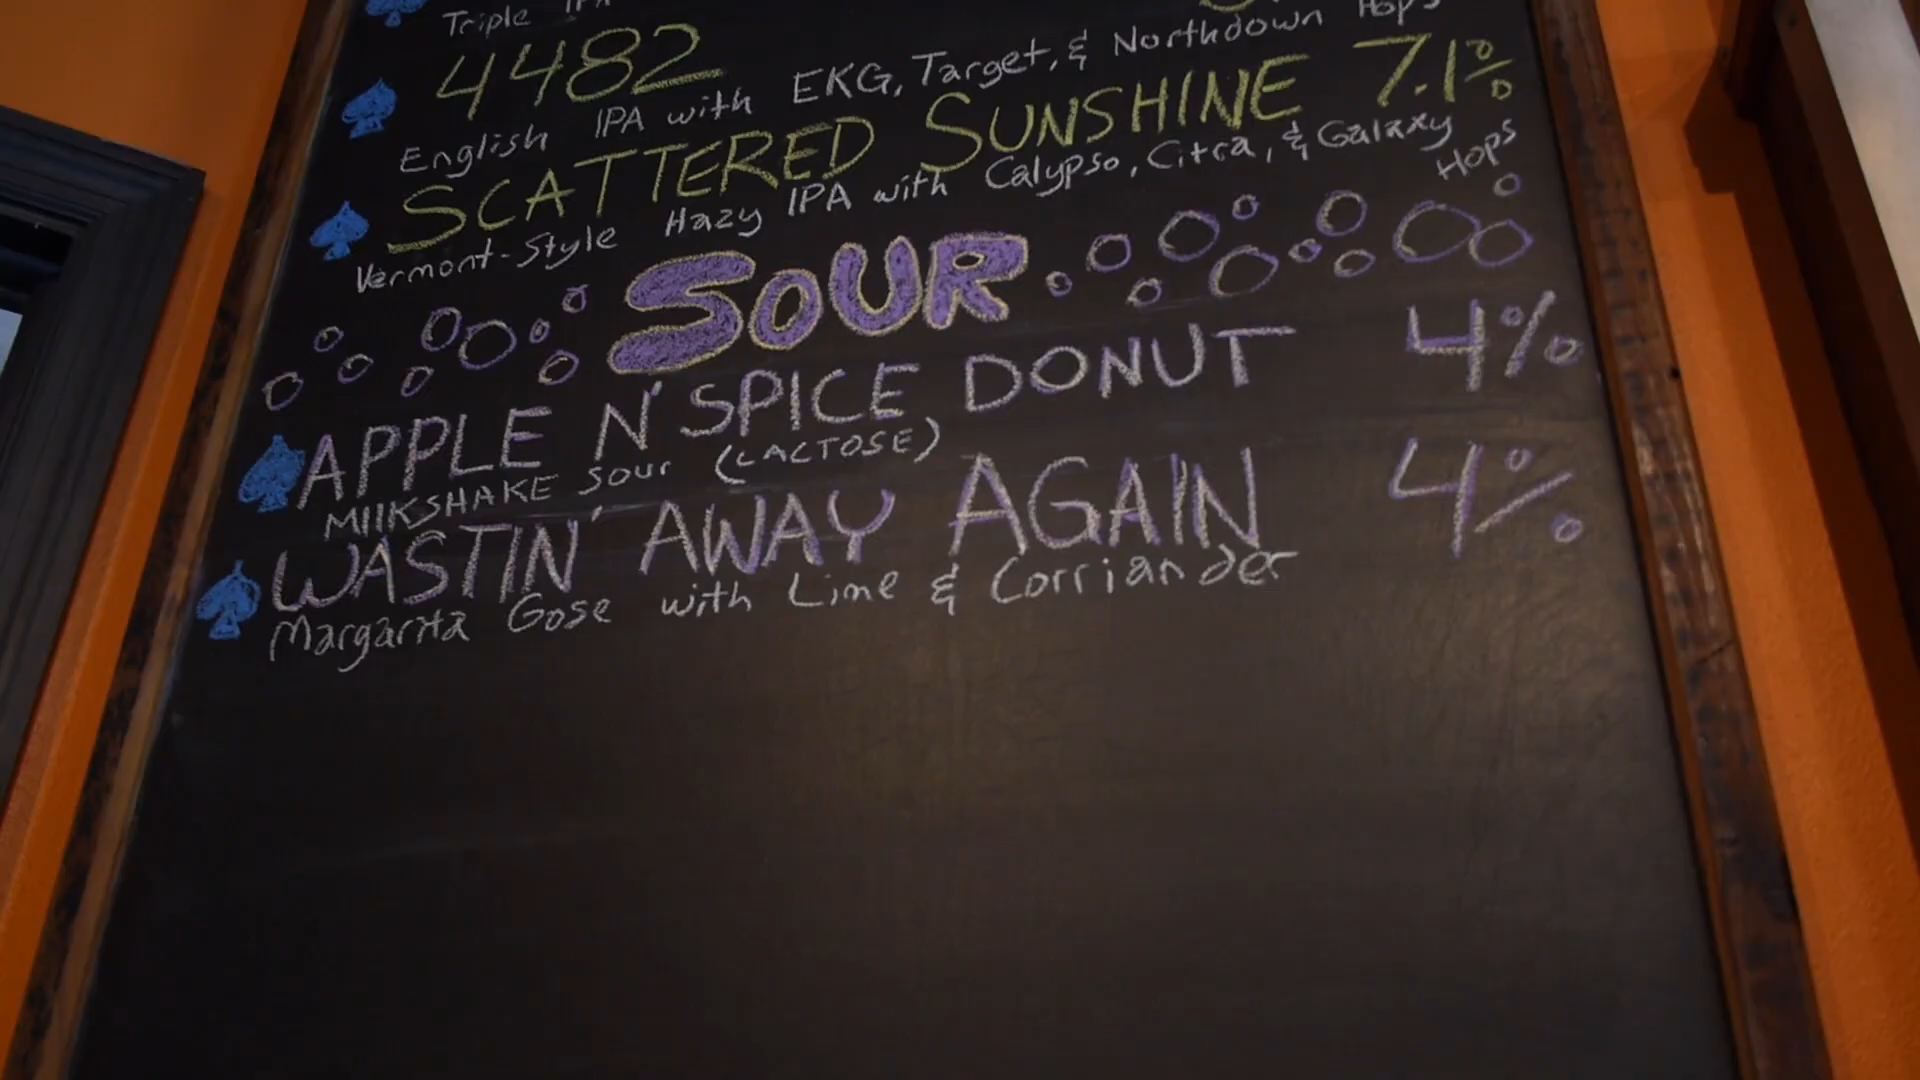 Triple IPA
4482
English IPA with EKG, Target, & Northdown Hops
SCATTERED SUNSHINE 7.1%
Vermont-Style Hazy IPA with Calypso, Citra, & Galaxy Hops
SOUR
APPLE N' SPICE DONUT 4%
MIlKSHAKE SOUR (LACTOSE)
WASTIN' AWAY AGAIN 4%
Margarita Gose with Lime & Corriander